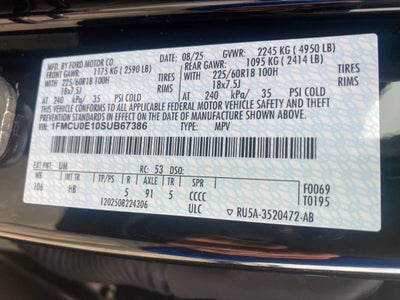 MFD. BY FORD MOTOR CO.
08/25 GVWR: 2245 KG ( 4950 LB)
FRONT GAWR: 1175 KG ( 2590 LB) REAR GAWR: 1095 KG ( 2414 LB)
WITH 225/60R18 100H TIRES WITH 225/60R18 100H TIRES
18x7.5J RIMS 18x7.5J RIMS
AT 240 kPa/ 35 PSI COLD AT 240 kPa/ 35 PSI COLD
THIS VEHICLE CONFORMS TO ALL APPLICABLE FEDERAL MOTOR VEHICLE SAFETY AND THEFT
PREVENTION STANDARDS IN EFFECT ON THE DATE OF MANUFACTURE SHOWN ABOVE.
VIN: 1FMCU0E10SUB67386 TYPE: MPV
EXT PNT: UM RC: 53 DSO:
WB HB INT TR TP/PS R AXLE TR SPR
106 HB 5 91 5 CCCC F0069
120250B224306 ULC T0195
RU5A-3520472-AB